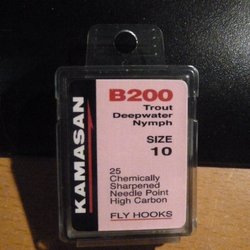 KAMASAN
B200
Trout
Deepwater
Nymph
SIZE
10
25
Chemically
Sharpened
Needle Point
High Carbon
FLY HOOKS